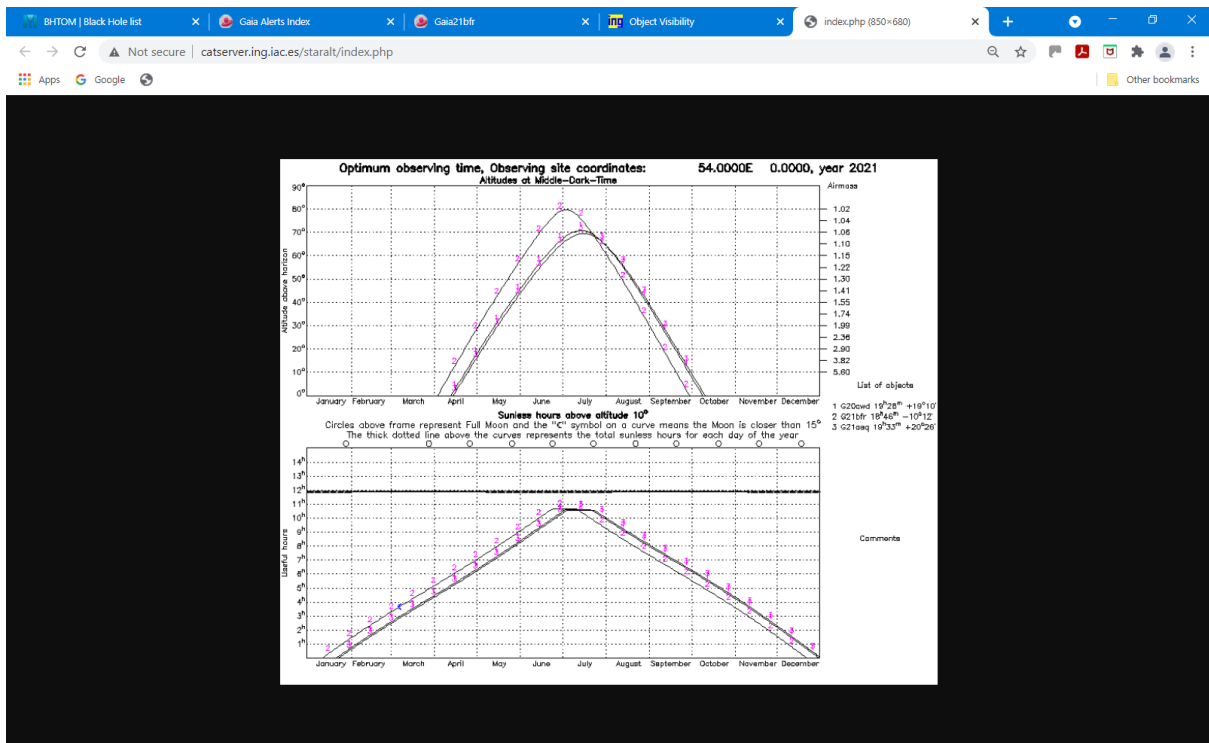 BHTOM | Black Hole list
Gaia Alerts Index
Gaia21bfr
ing Object Visibility
index.php (850×680)
Not secure | catserver.ing.iac.es/staralt/index.php
Apps
Google
Other bookmarks
Optimum observing time, Observing site coordinates: 54.0000E 0.0000, year 2021
Altitudes at Middle-Dark-Time
Airmass
90°
80°
70°
60°
50°
40°
30°
20°
10°
0°
Altitude above horizon
1.02
1.04
1.06
1.10
1.15
1.22
1.30
1.41
1.55
1.74
1.99
2.36
2.90
3.82
5.60
January February March April May June July August September October November December
List of objects
1 G20awd 19h28m +19°10'
2 G21bfr 18h46m -10°12'
3 G21asq 19h33m +20°26'
Sunless hours above altitude 10°
Circles above frame represent Full Moon and the "C" symbol on a curve means the Moon is closer than 15°
The thick dotted line above the curves represents the total sunless hours for each day of the year
14h
13h
12h
11h
10h
9h
8h
7h
6h
5h
4h
3h
2h
1h
Useful hours
January February March April May June July August September October November December
Comments